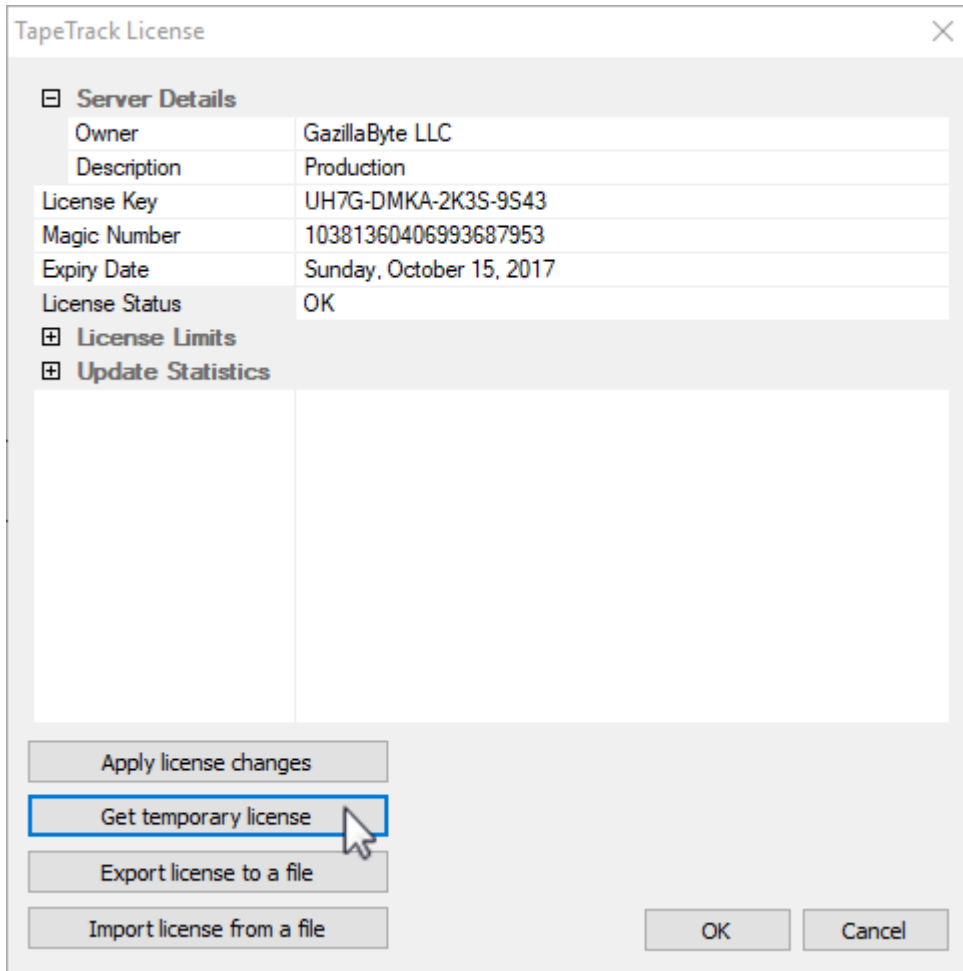 TapeTrack License
Server Details
Owner GazillaByte LLC
Description Production
License Key UH7G-DMKA-2K3S-9S43
Magic Number 10381360406993687953
Expiry Date Sunday, October 15, 2017
License Status OK
License Limits
Update Statistics
Apply license changes
Get temporary license
Export license to a file
Import license from a file
OK Cancel